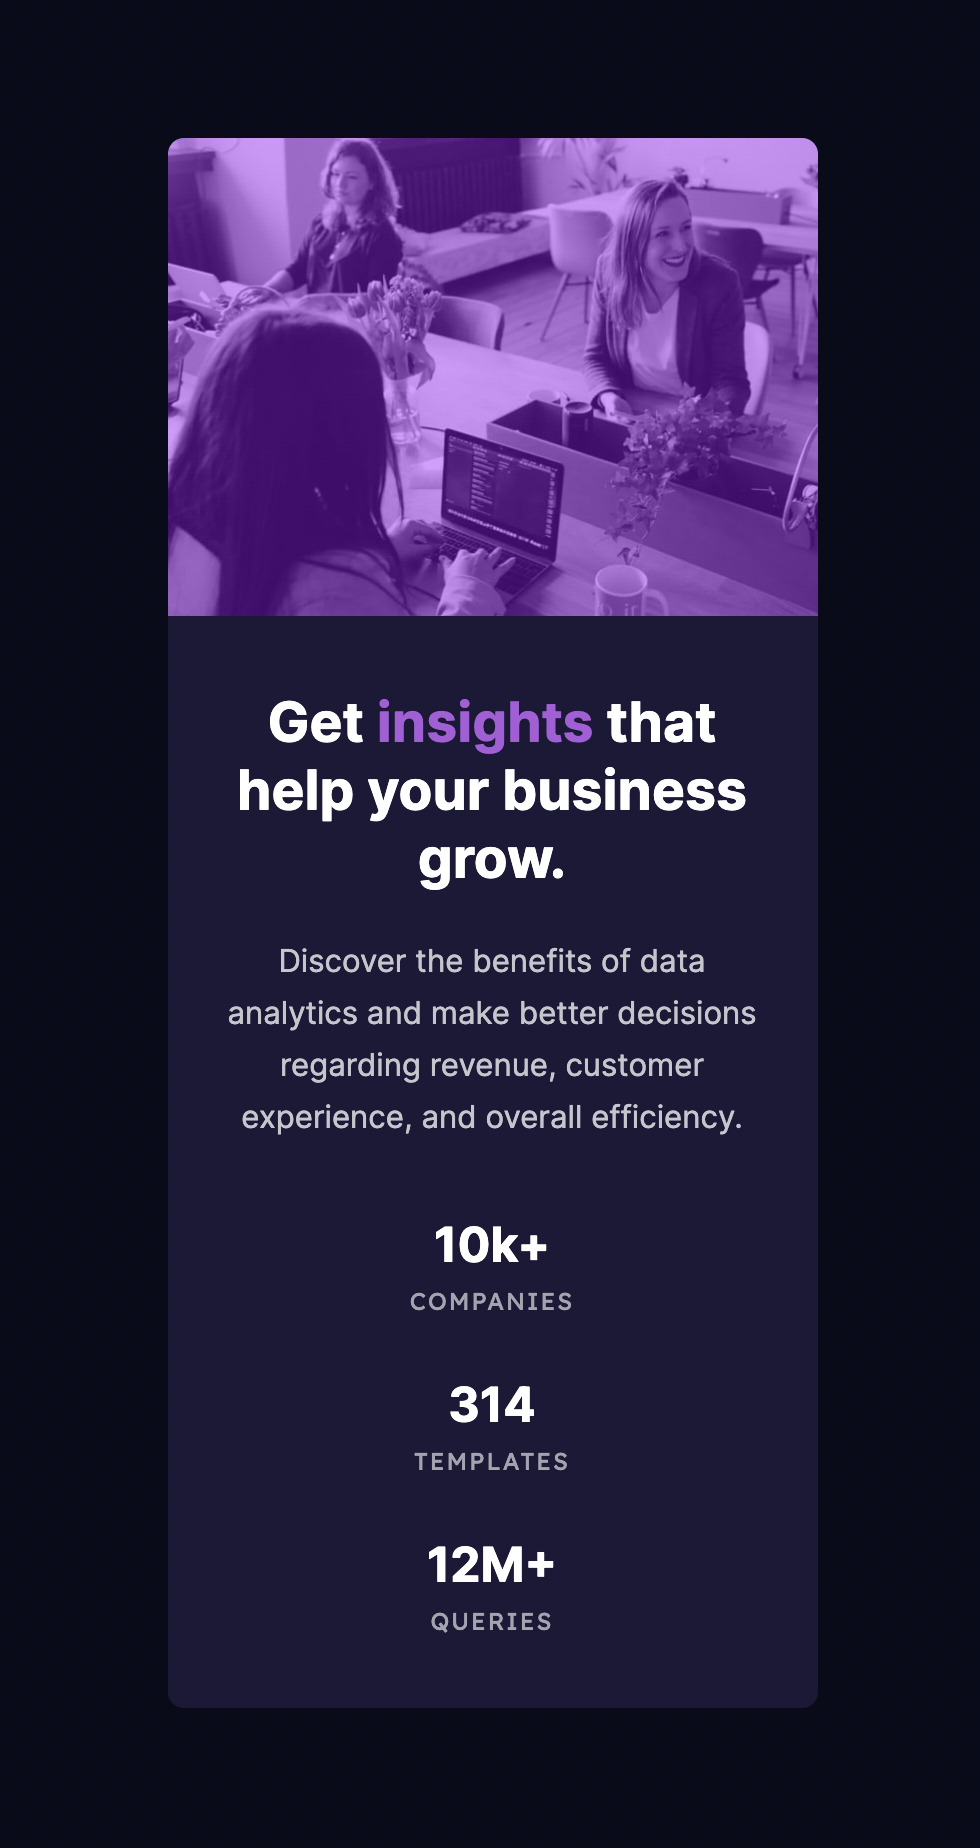 Get insights that
help your business
grow.
Discover the benefits of data
analytics and make better decisions
regarding revenue, customer
experience, and overall efficiency.
10k+
COMPANIES
314
TEMPLATES
12M+
QUERIES